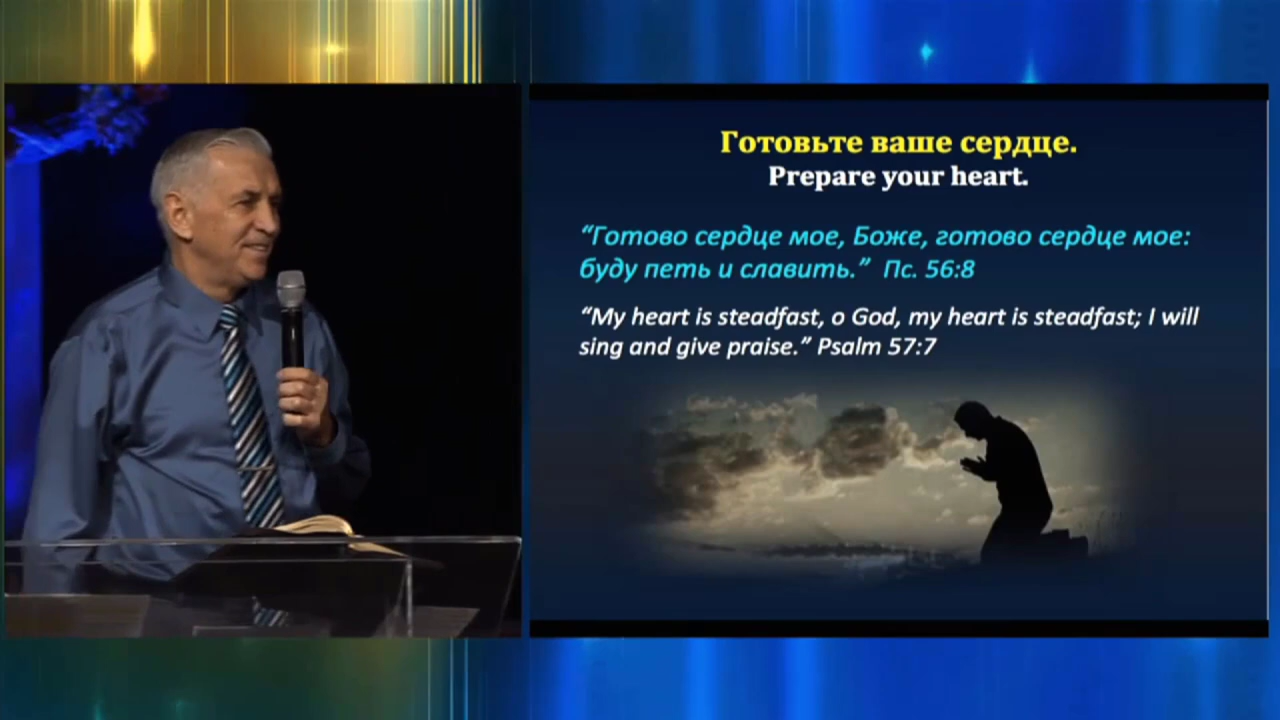 Готовьте ваше сердце.
Prepare your heart.
“Готово сердце мое, Боже, готово сердце мое:
буду петь и славить.” Пс. 56:8
“My heart is steadfast, o God, my heart is steadfast; I will
sing and give praise.” Psalm 57:7